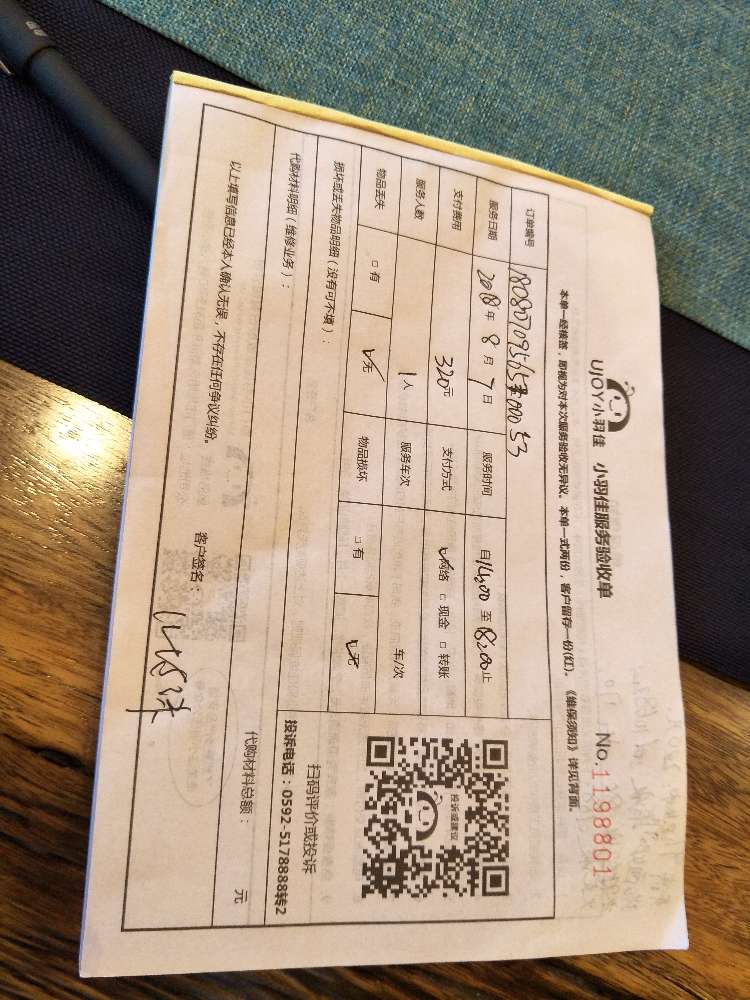 UJOY小羽佳 小羽佳服务验收单 No.1198801
本单一经接签，即视为对本次服务验收无异议。本单一式两份，客户留存一份(红)。《维保须知》详见背面。
订单编号
服务日期 2018年 8月 7日 服务时间 自14:00至18:00止
支付费用 320元 支付方式 ☑网络 □现金 □转账
服务人数 1人 服务车次 车/次
物品丢失 □有 ☑无 物品损坏 □有 ☑无
损坏或丢失物品明细（没有可不填）：
投诉或建议
扫码评价或投诉
投诉电话：0592-5178888转2
代购材料明细（维修业务）： 代购材料总额： 元
以上填写信息已经本人确认无误，不存在任何争议纠纷。 客户签名：